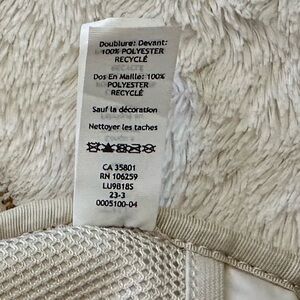 Doublure: Devant:
100% POLYESTER
RECYCLÉ
Dos En Maille: 100%
POLYESTER
RECYCLÉ
Sauf la décoration
Nettoyer les taches
CA 35801
RN 106259
LU9B18S
23-3
0005100-04